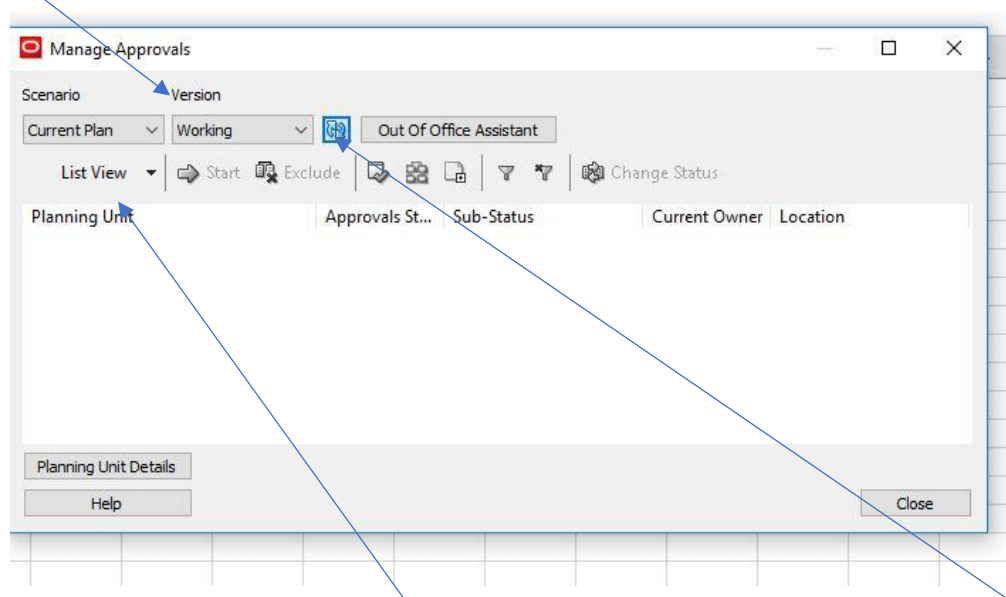 Manage Approvals
Scenario Version
Current Plan Working Out Of Office Assistant
List View Start Exclude Change Status
Planning Unit Approvals St... Sub-Status Current Owner Location
Planning Unit Details
Help Close